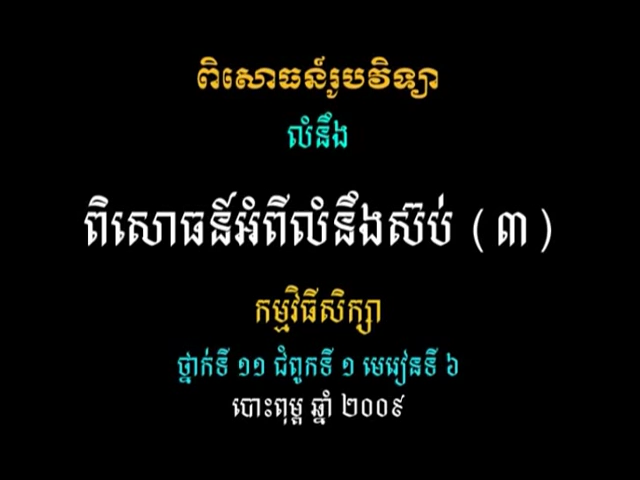 ពិសោធន៍រូបវិទ្យា
លំនឹង
ពិសោធន៍អំពីលំនឹងស៊ប់ ( ៣ )
កម្មវិធីសិក្សា
ថ្នាក់ទី ១១ ជំពូកទី ១ មេរៀនទី ៦
បោះពុម្ព ឆ្នាំ ២០០៩